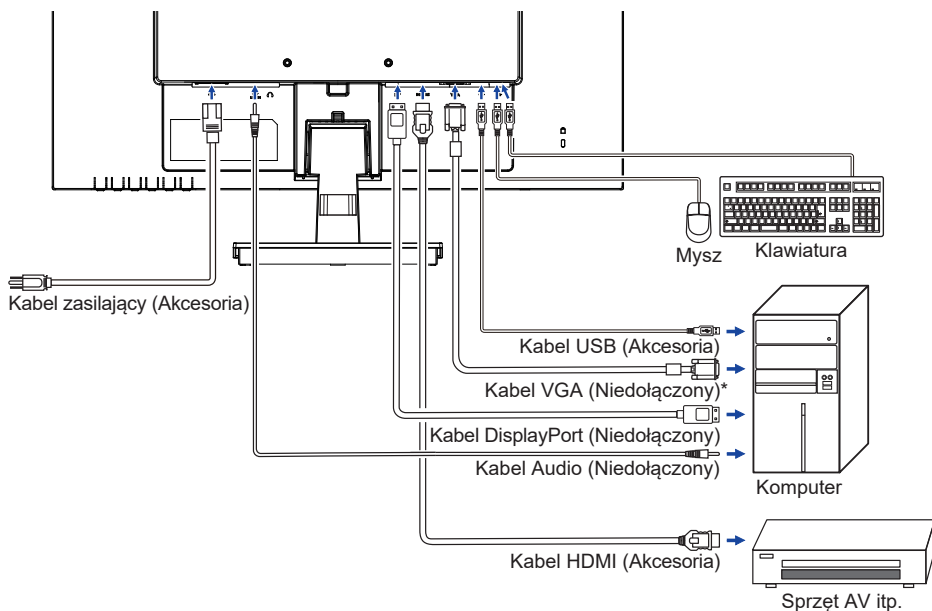 Mysz
Klawiatura
Kabel zasilający (Akcesoria)
Kabel USB (Akcesoria)
Kabel VGA (Niedołączony)*
Kabel DisplayPort (Niedołączony)
Kabel Audio (Niedołączony)
Komputer
Kabel HDMI (Akcesoria)
Sprzęt AV itp.